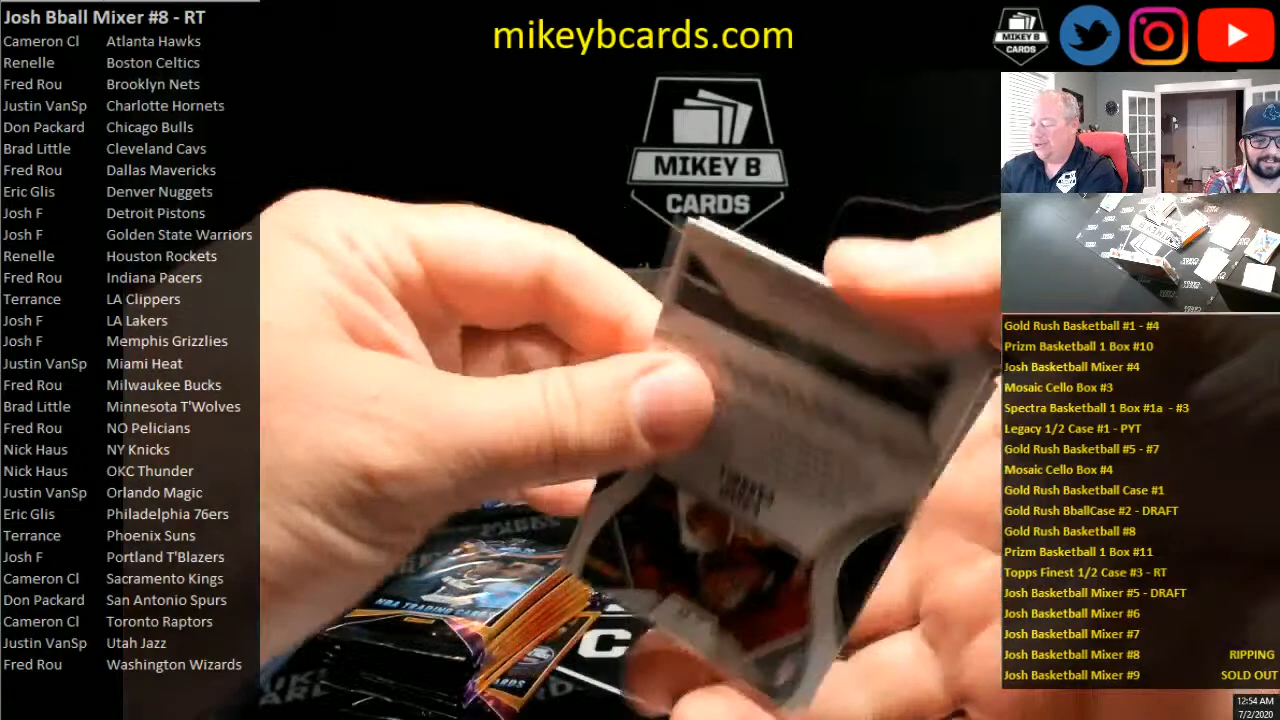 Josh Bball Mixer #8 - RT
Cameron Cl Atlanta Hawks
Renelle Boston Celtics
Fred Rou Brooklyn Nets
Justin VanSp Charlotte Hornets
Don Packard Chicago Bulls
Brad Little Cleveland Cavs
Fred Rou Dallas Mavericks
Eric Glis Denver Nuggets
Josh F Detroit Pistons
Josh F Golden State Warriors
Renelle Houston Rockets
Fred Rou Indiana Pacers
Terrance LA Clippers
Josh F LA Lakers
Josh F Memphis Grizzlies
Justin VanSp Miami Heat
Fred Rou Milwaukee Bucks
Brad Little Minnesota T'Wolves
Fred Rou NO Pelicians
Nick Haus NY Knicks
Nick Haus OKC Thunder
Justin VanSp Orlando Magic
Eric Glis Philadelphia 76ers
Terrance Phoenix Suns
Josh F Portland T'Blazers
Cameron Cl Sacramento Kings
Don Packard San Antonio Spurs
Cameron Cl Toronto Raptors
Justin VanSp Utah Jazz
Fred Rou Washington Wizards
mikeybcards.com
MIKEY B
CARDS
MIKEY B
CARDS
NBA TRADING CARDS
Gold Rush Basketball #1 - #4
Prizm Basketball 1 Box #10
Josh Basketball Mixer #4
Mosaic Cello Box #3
Spectra Basketball 1 Box #1a - #3
Legacy 1/2 Case #1 - PYT
Gold Rush Basketball #5 - #7
Mosaic Cello Box #4
Gold Rush Basketball Case #1
Gold Rush BballCase #2 - DRAFT
Gold Rush Basketball #8
Prizm Basketball 1 Box #11
Topps Finest 1/2 Case #3 - RT
Josh Basketball Mixer #5 - DRAFT
Josh Basketball Mixer #6
Josh Basketball Mixer #7
Josh Basketball Mixer #8 RIPPING
Josh Basketball Mixer #9 SOLD OUT
12:54 AM
7/2/2020